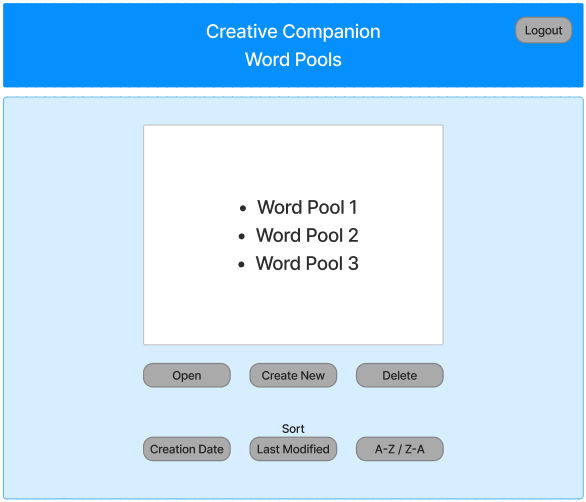 Creative Companion
Logout
Word Pools
• Word Pool 1
• Word Pool 2
• Word Pool 3
Open Create New Delete
Sort
Creation Date Last Modified A-Z / Z-A